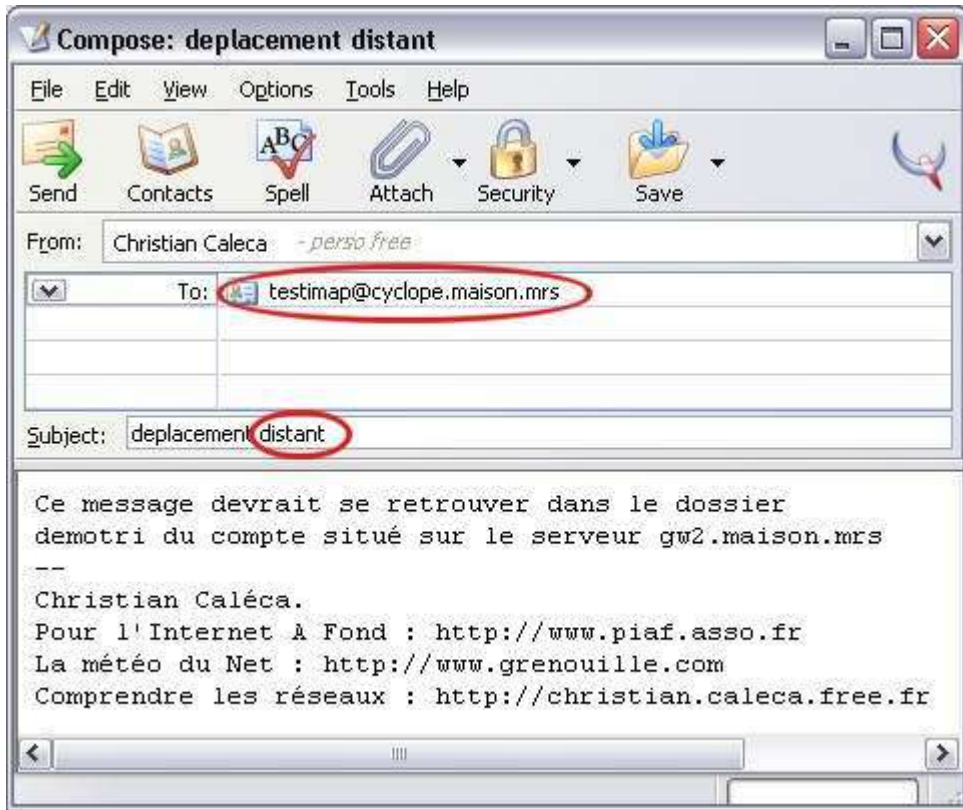 Compose: deplacement distant
File Edit View Options Tools Help
ABC
Send Contacts Spell Attach Security Save
From: Christian Caleca - perso free
To: testimap@cyclope.maison.mrs
Subject: deplacement distant
Ce message devrait se retrouver dans le dossier
demotri du compte situé sur le serveur gw2.maison.mrs
--
Christian Caléca.
Pour l'Internet A Fond : http://www.piaf.asso.fr
La météo du Net : http://www.grenouille.com
Comprendre les réseaux : http://christian.caleca.free.fr